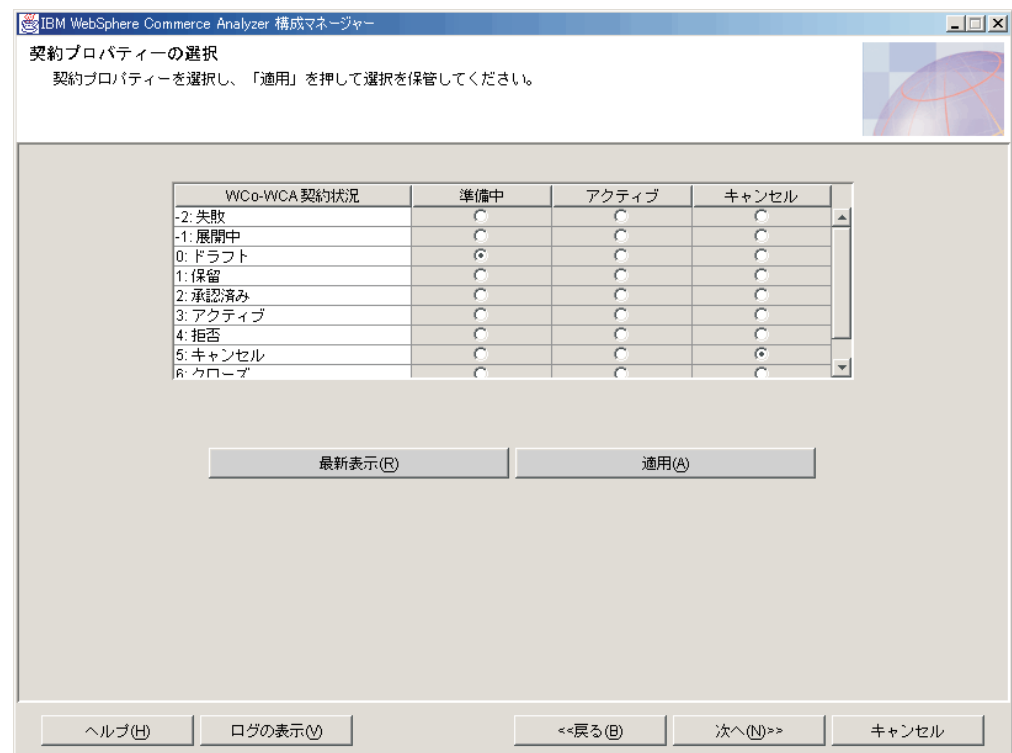 IBM WebSphere Commerce Analyzer 構成マネージャー
契約プロパティーの選択
契約プロパティーを選択し、「適用」を押して選択を保管してください。
WCo-WCA 契約状況 準備中 アクティブ キャンセル
-2: 失敗
-1: 展開中
0: ドラフト
1: 保留
2: 承認済み
3: アクティブ
4: 拒否
5: キャンセル
6: クローズ
最新表示(R) 適用(A)
ヘルプ(H) ログの表示(V) <<戻る(B) 次へ(N)>> キャンセル